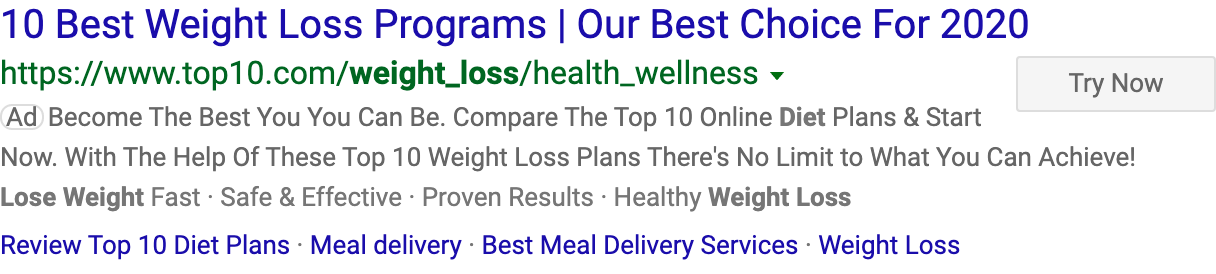 10 Best Weight Loss Programs | Our Best Choice For 2020
https://www.top10.com/weight_loss/health_wellness
Try Now
Ad Become The Best You You Can Be. Compare The Top 10 Online Diet Plans & Start
Now. With The Help Of These Top 10 Weight Loss Plans There's No Limit to What You Can Achieve!
Lose Weight Fast · Safe & Effective · Proven Results · Healthy Weight Loss
Review Top 10 Diet Plans · Meal delivery · Best Meal Delivery Services · Weight Loss